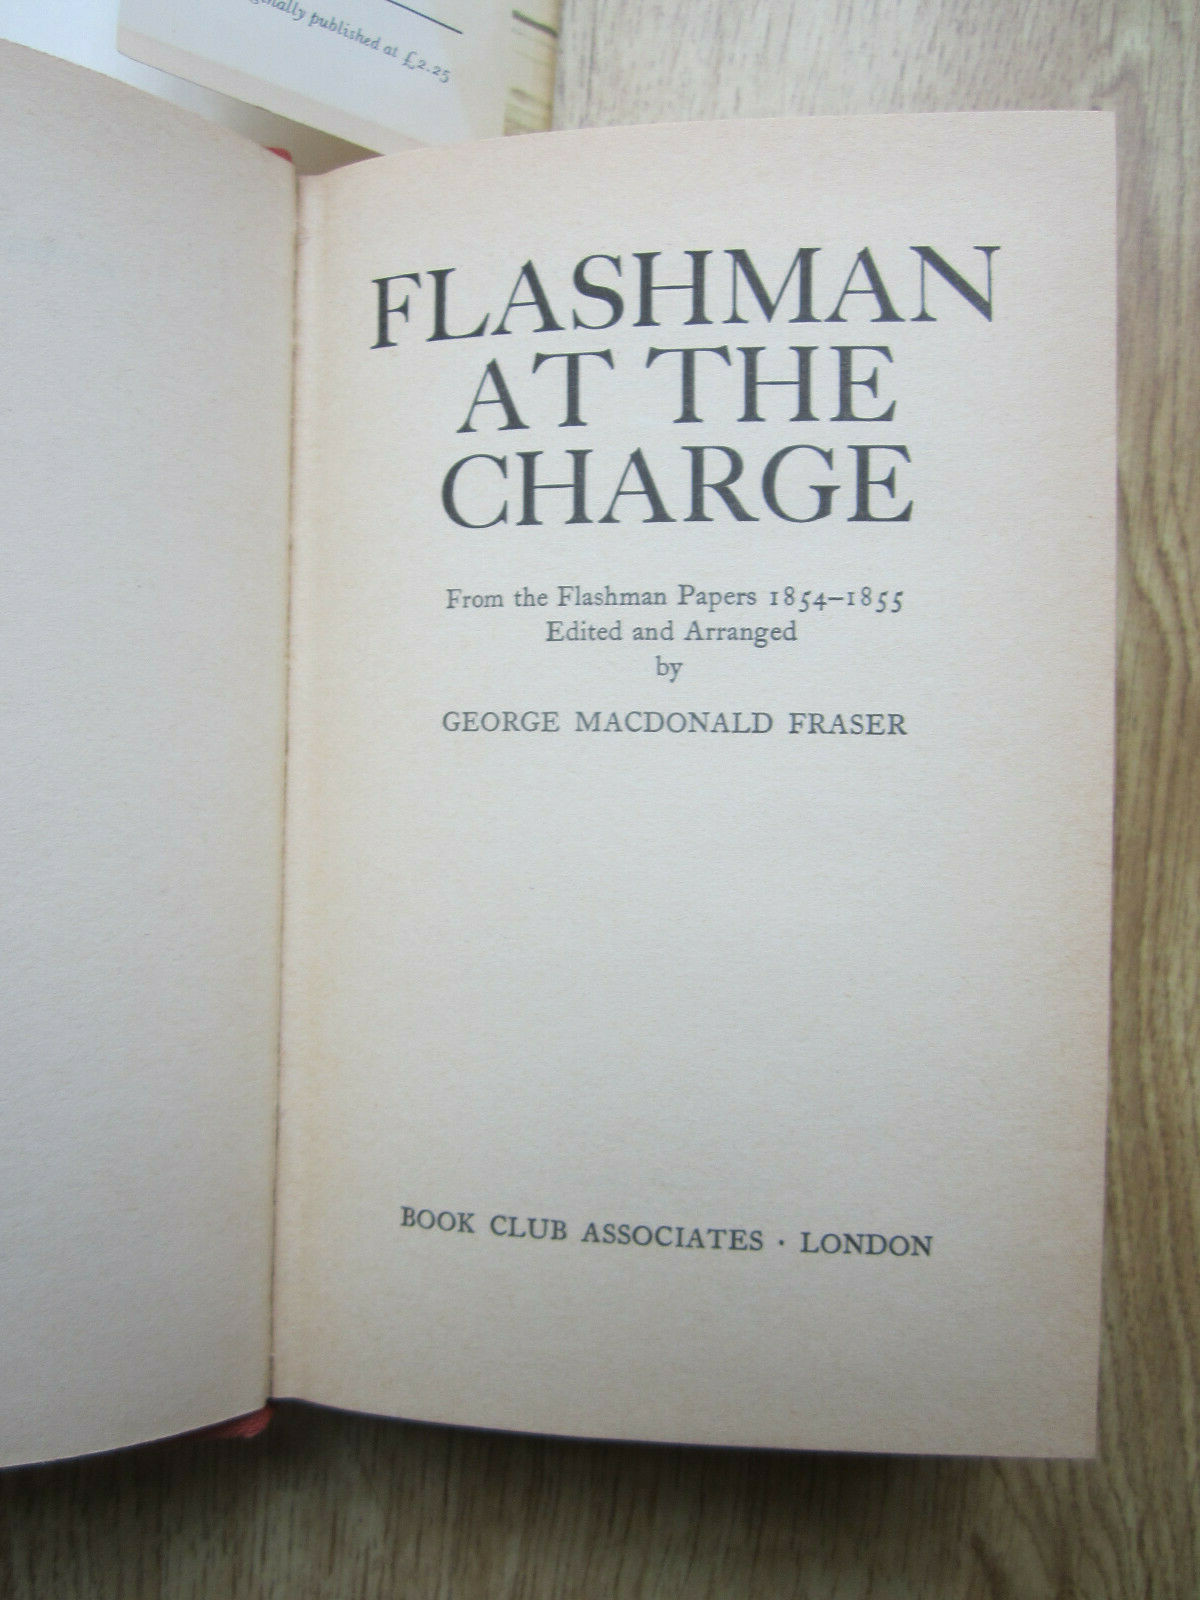 published at £2.25
FLASHMAN
AT THE
CHARGE
From the Flashman Papers 1854–1855
Edited and Arranged
by
GEORGE MACDONALD FRASER
BOOK CLUB ASSOCIATES · LONDON